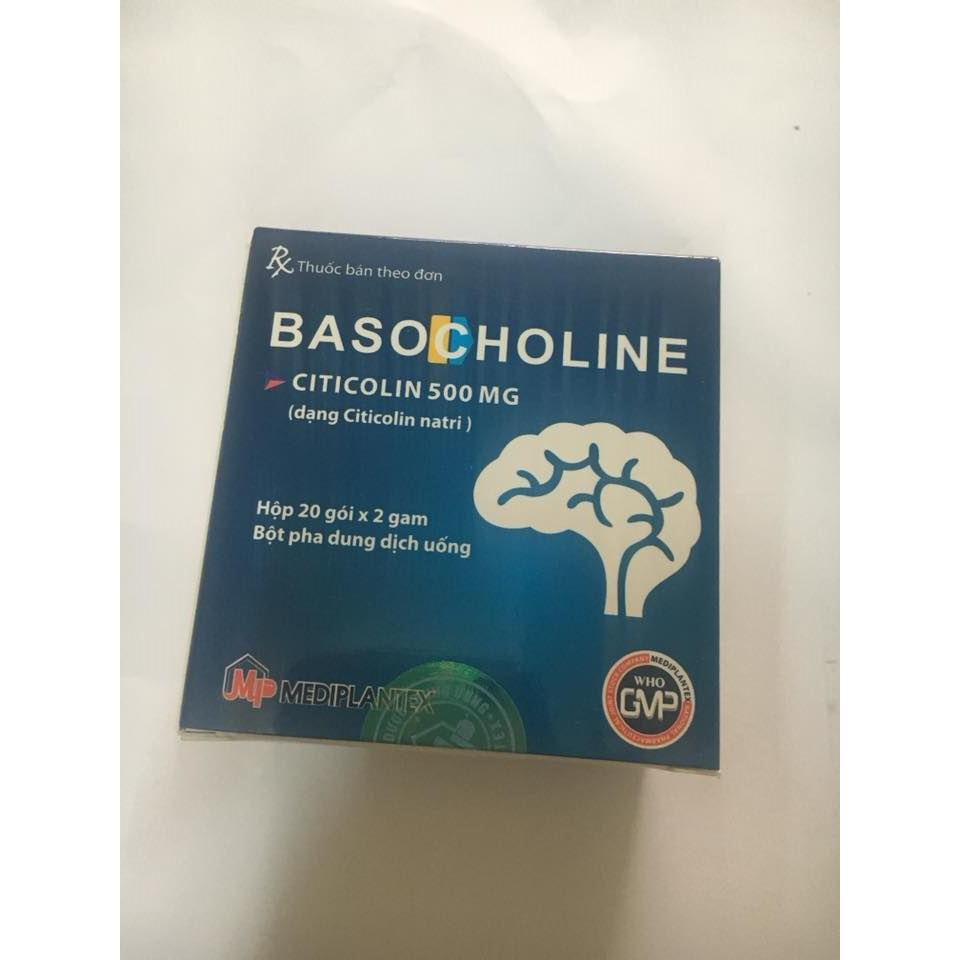 Rx Thuốc bán theo đơn
BASOCHOLINE
CITICOLIN 500 MG
(dạng Citicolin natri )
Hộp 20 gói x 2 gam
Bột pha dung dịch uống
MP MEDIPLANTEX
WHO
GMP
MEDIPLANTEX